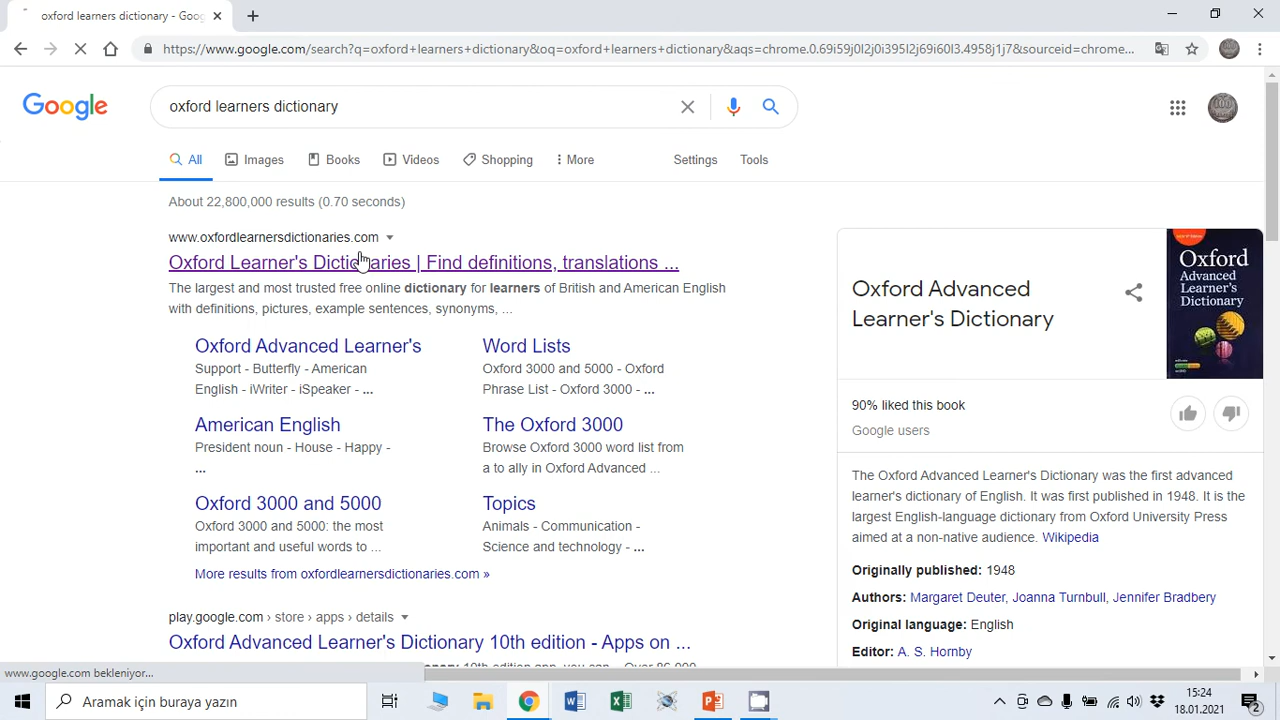 oxford learners dictionary - Goog
https://www.google.com/search?q=oxford+learners+dictionary&oq=oxford+learners+dictionary&aqs=chrome.0.69i59j0l2j0i395l2j69i60l3.4958j1j7&sourceid=chrome...
Google
oxford learners dictionary
All Images Books Videos Shopping More Settings Tools
About 22,800,000 results (0.70 seconds)
www.oxfordlearnersdictionaries.com
Oxford Learner's Dictionaries | Find definitions, translations ...
The largest and most trusted free online dictionary for learners of British and American English
with definitions, pictures, example sentences, synonyms, ...
Oxford Advanced Learner's
Support - Butterfly - American
English - iWriter - iSpeaker - ...
Word Lists
Oxford 3000 and 5000 - Oxford
Phrase List - Oxford 3000 - ...
American English
President noun - House - Happy -
...
The Oxford 3000
Browse Oxford 3000 word list from
a to ally in Oxford Advanced ...
Oxford 3000 and 5000
Oxford 3000 and 5000: the most
important and useful words to ...
Topics
Animals - Communication -
Science and technology - ...
More results from oxfordlearnersdictionaries.com »
play.google.com › store › apps › details
Oxford Advanced Learner's Dictionary 10th edition - Apps on ...
Oxford Advanced
Learner's Dictionary
Oxford
Advanced
Learner's
Dictionary
90% liked this book
Google users
The Oxford Advanced Learner's Dictionary was the first advanced
learner's dictionary of English. It was first published in 1948. It is the
largest English-language dictionary from Oxford University Press
aimed at a non-native audience. Wikipedia
Originally published: 1948
Authors: Margaret Deuter, Joanna Turnbull, Jennifer Bradbery
Original language: English
Editor: A. S. Hornby
www.google.com bekleniyor...
Aramak için buraya yazın
15:24
18.01.2021
2